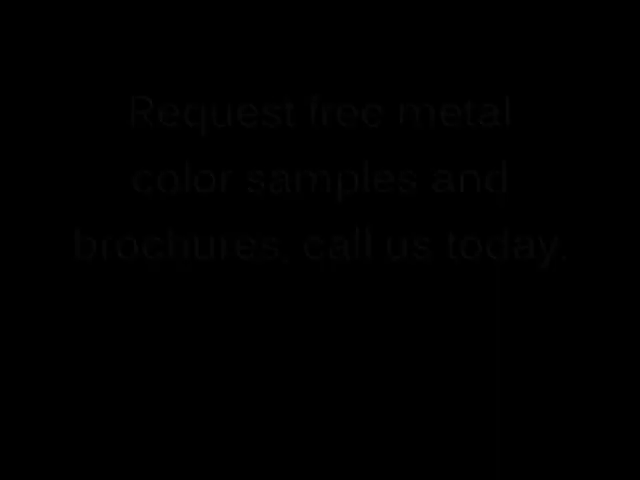 Request free metal
color samples and
brochures, call us today.